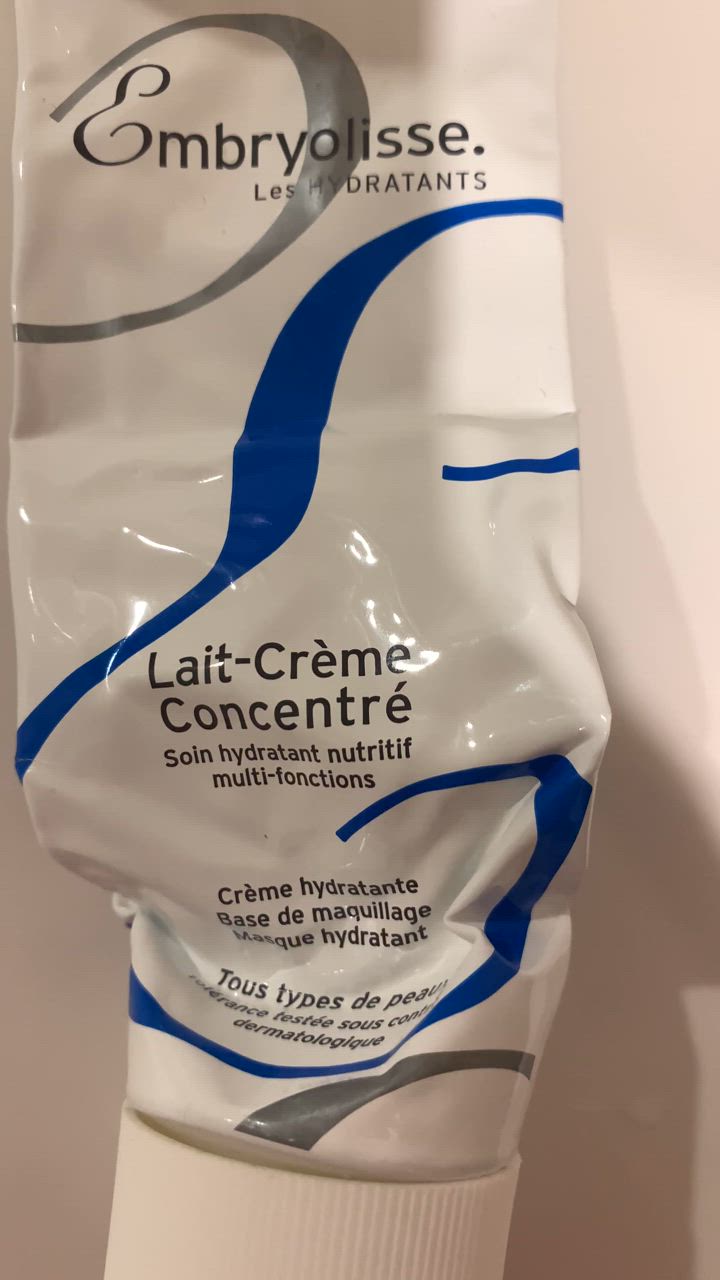 Embryolisse.
Les HYDRATANTS
Lait-Crème
Concentré
Soin hydratant nutritif
multi-fonctions
Crème hydratante
Base de maquillage
Masque hydratant
Tous types de peau
testée sous
dermatologique